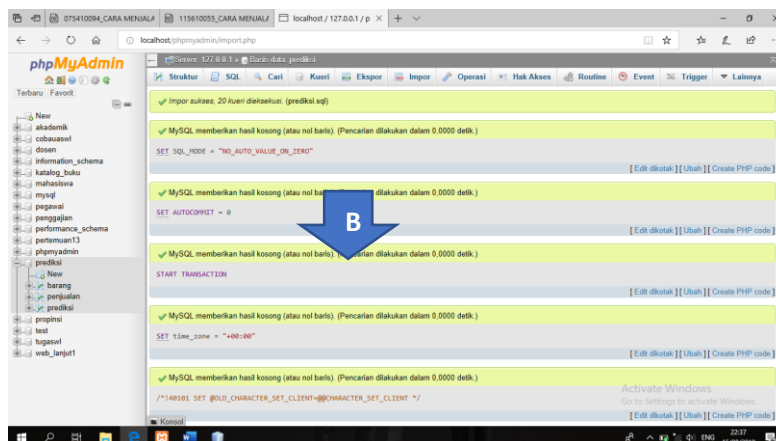 075410094_CARA MENJALA
115610055_CARA MENJALA
localhost / 127.0.0.1 / p
localhost/phpmyadmin/import.php
phpMyAdmin
Terbaru Favorit
New
akademik
cobauaswl
dosen
information_schema
katalog_buku
mahasiswa
mysql
pegawai
penggajian
performance_schema
pertemuan13
phpmyadmin
prediksi
New
barang
penjualan
prediksi
propinsi
test
tugaswl
web_lanjut1
Server: 127.0.0.1 » Basis data: prediksi
Struktur SQL Cari Kueri Ekspor Impor Operasi Hak Akses Routine Event Trigger Lainnya
Impor sukses, 20 kueri dieksekusi. (prediksi.sql)
MySQL memberikan hasil kosong (atau nol baris). (Pencarian dilakukan dalam 0,0000 detik.)
SET SQL_MODE = "NO_AUTO_VALUE_ON_ZERO"
[ Edit dikotak ] [ Ubah ] [ Create PHP code ]
MySQL memberikan hasil kosong (atau nol dilakukan dalam 0,0000 detik.)
SET AUTOCOMMIT = 0
B
[ Edit dikotak ] [ Ubah ] [ Create PHP code ]
MySQL memberikan hasil kosong (atau nol baris). dilakukan dalam 0,0000 detik.)
START TRANSACTION
[ Edit dikotak ] [ Ubah ] [ Create PHP code ]
MySQL memberikan hasil kosong (atau nol baris). (Pencarian dilakukan dalam 0,0000 detik.)
SET time_zone = "+00:00"
[ Edit dikotak ] [ Ubah ] [ Create PHP code ]
MySQL memberikan hasil kosong (atau nol baris). (Pencarian dilakukan dalam 0,0000 detik.)
/*!40101 SET @OLD_CHARACTER_SET_CLIENT=@@CHARACTER_SET_CLIENT */
[ Edit dikotak ] [ Ubah ] [ Create PHP code ]
Activate Windows
Go to Settings to activate Windows.
Konsol
ENG
22:37